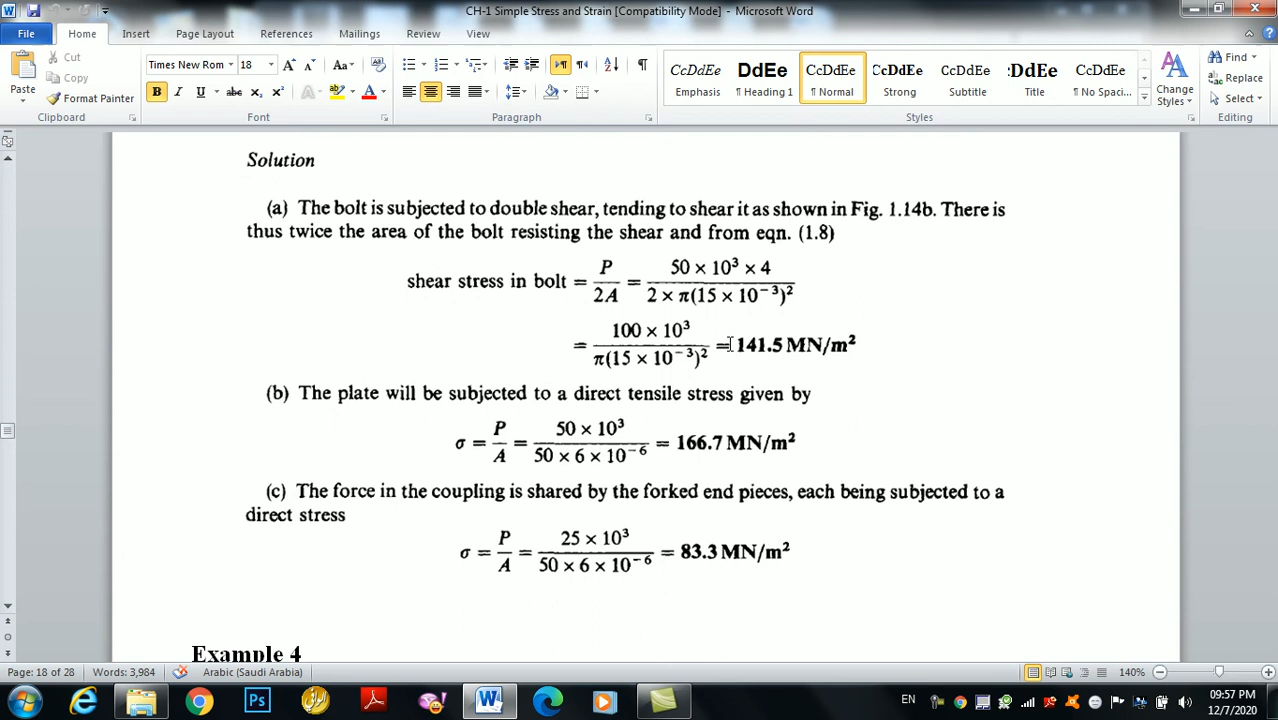 CH-1 Simple Stress and Strain [Compatibility Mode] - Microsoft Word
File Home Insert Page Layout References Mailings Review View
Paste
Cut
Copy
Format Painter
Clipboard
Times New Rom 18
Font
Paragraph
AaBbCcDdEe
Emphasis ¶ Heading 1 ¶ Normal Strong Subtitle Title ¶ No Spaci...
Change Styles
Styles
Find
Replace
Select
Editing
Solution
(a) The bolt is subjected to double shear, tending to shear it as shown in Fig. 1.14b. There is
thus twice the area of the bolt resisting the shear and from eqn. (1.8)
shear stress in bolt = P/2A = 50 × 10³ × 4 / 2 × π(15 × 10⁻³)²
= 100 × 10³ / π(15 × 10⁻³)² = 141.5 MN/m²
(b) The plate will be subjected to a direct tensile stress given by
σ = P/A = 50 × 10³ / 50 × 6 × 10⁻⁶ = 166.7 MN/m²
(c) The force in the coupling is shared by the forked end pieces, each being subjected to a
direct stress
σ = P/A = 25 × 10³ / 50 × 6 × 10⁻⁶ = 83.3 MN/m²
Example 4
Page: 18 of 28 Words: 3,984 Arabic (Saudi Arabia) 140%
EN 09:57 PM
12/7/2020